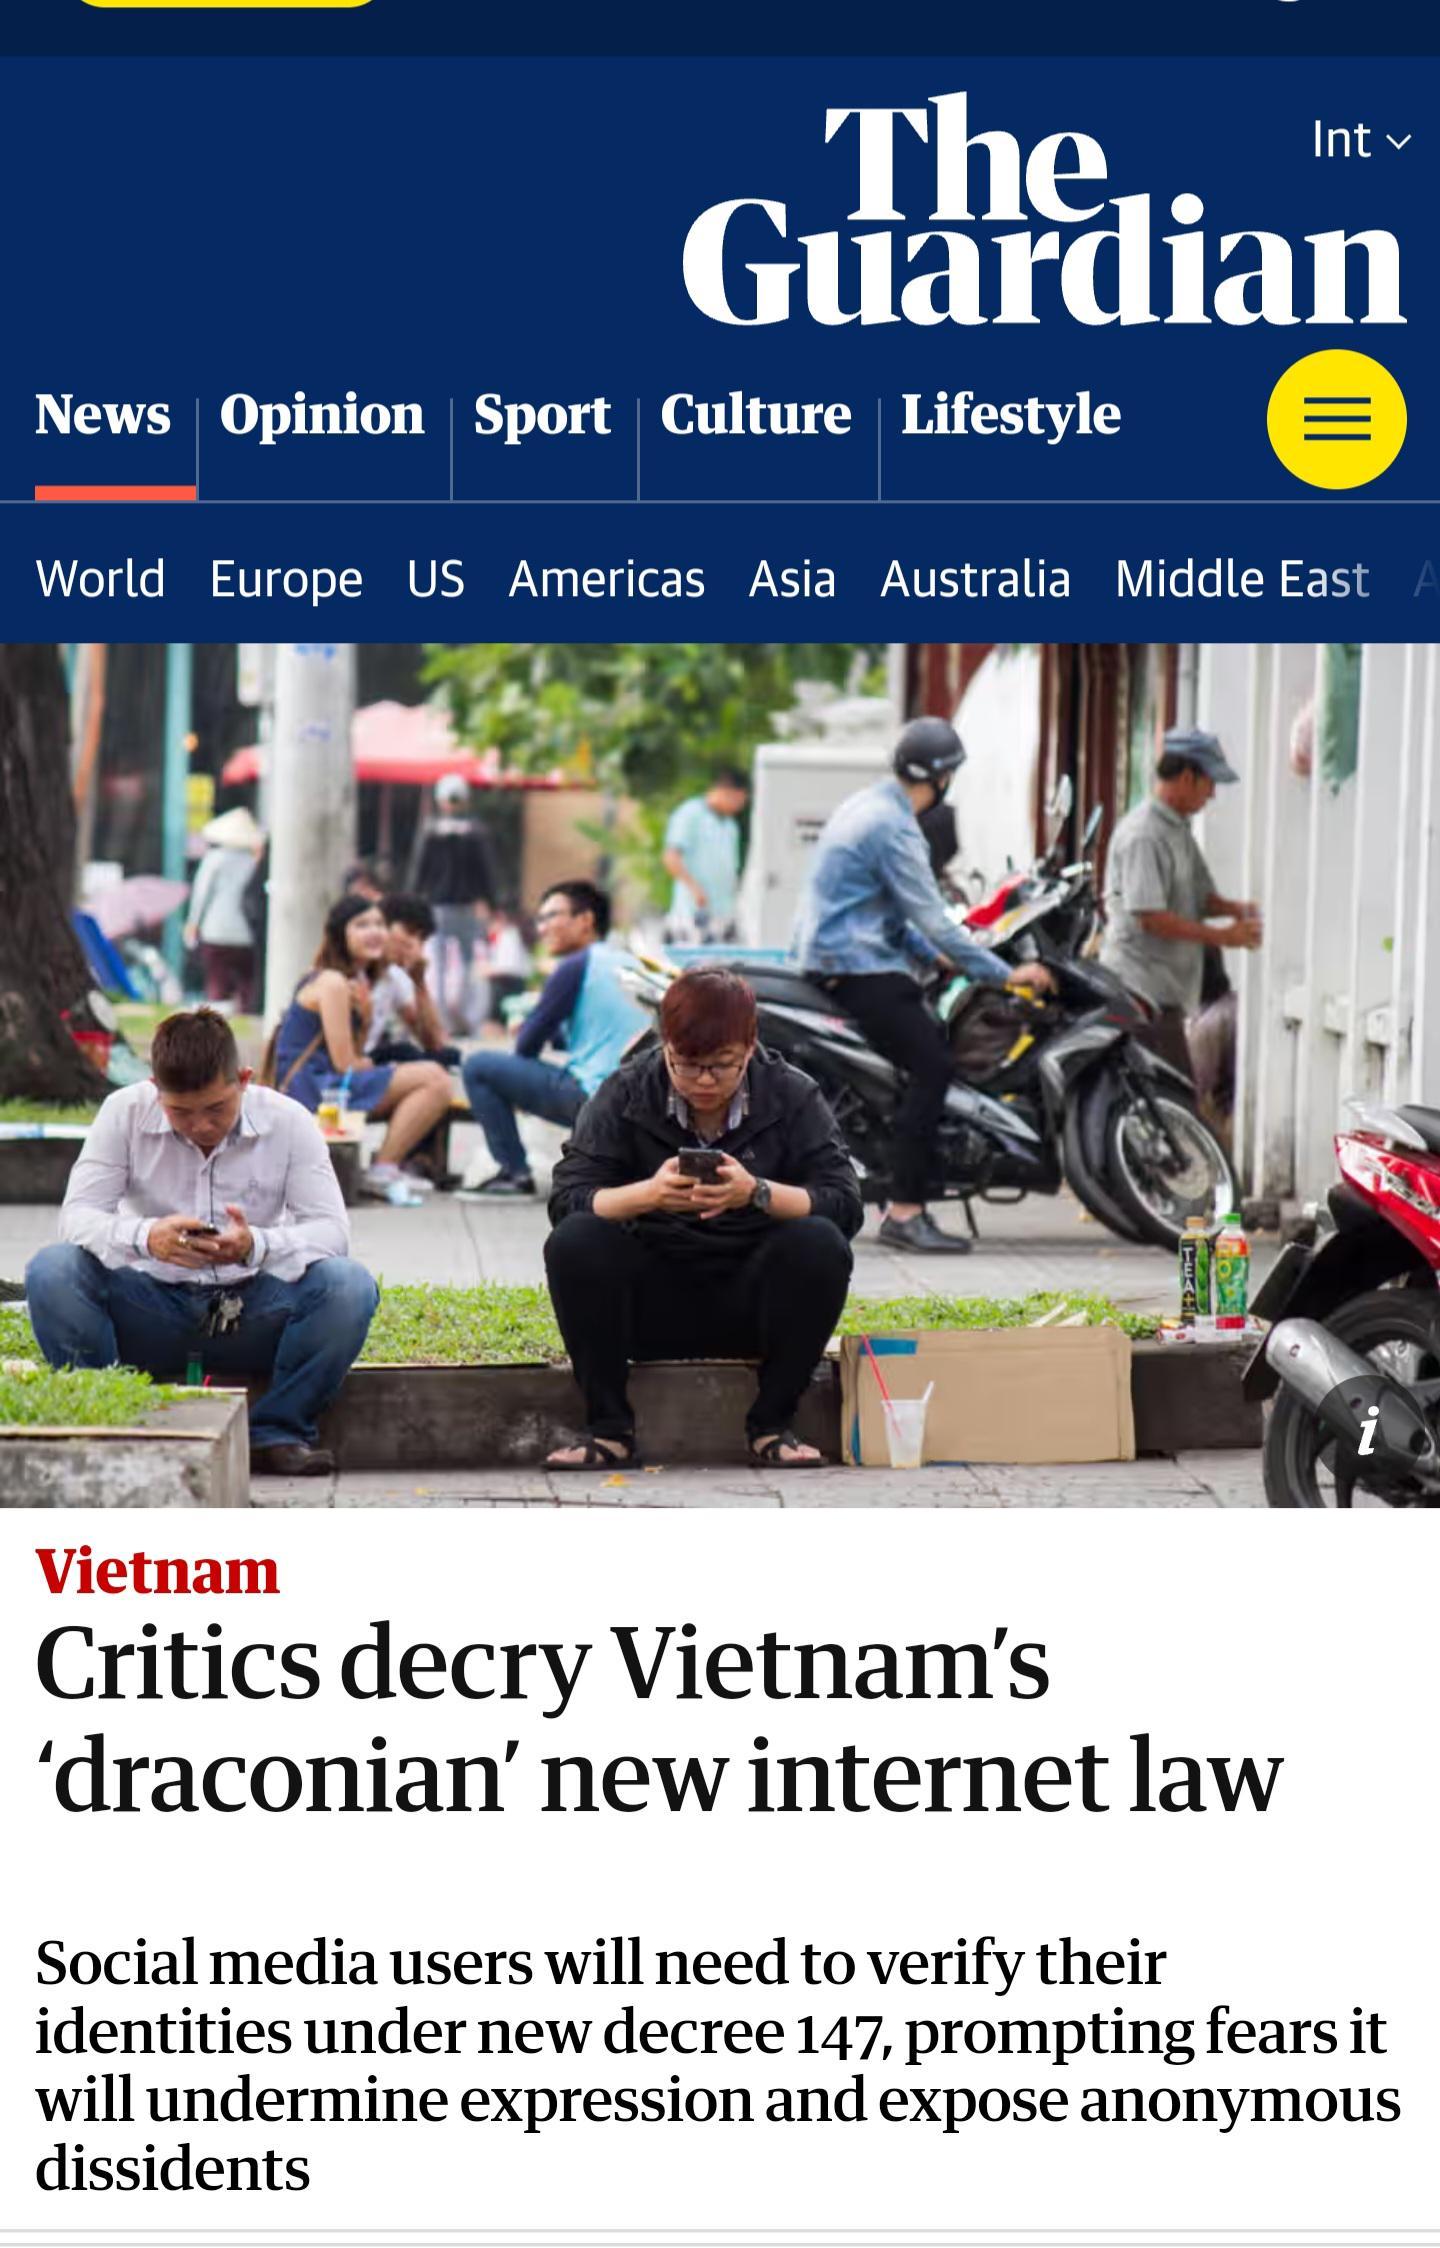 The
Guardian
Int
News
Opinion
Sport
Culture
Lifestyle
World Europe US Americas Asia Australia Middle East A
TEA+
i
Vietnam
Critics decry Vietnam’s
‘draconian’ new internet law
Social media users will need to verify their
identities under new decree 147, prompting fears it
will undermine expression and expose anonymous
dissidents